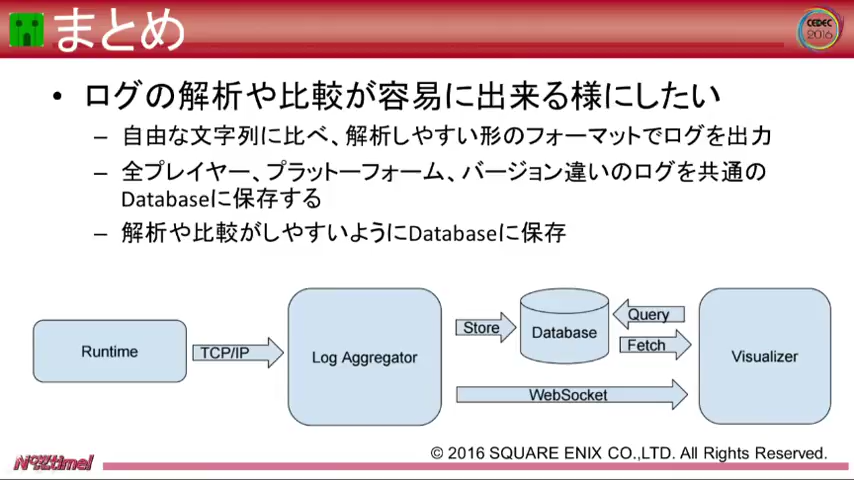 まとめ
CEDEC
2016
• ログの解析や比較が容易に出来る様にしたい
– 自由な文字列に比べ、解析しやすい形のフォーマットでログを出力
– 全プレイヤー、プラットーフォーム、バージョン違いのログを共通の
Databaseに保存する
– 解析や比較がしやすいようにDatabaseに保存
Runtime
TCP/IP
Log Aggregator
Store
Database
Query
Fetch
Visualizer
WebSocket
© 2016 SQUARE ENIX CO.,LTD. All Rights Reserved.